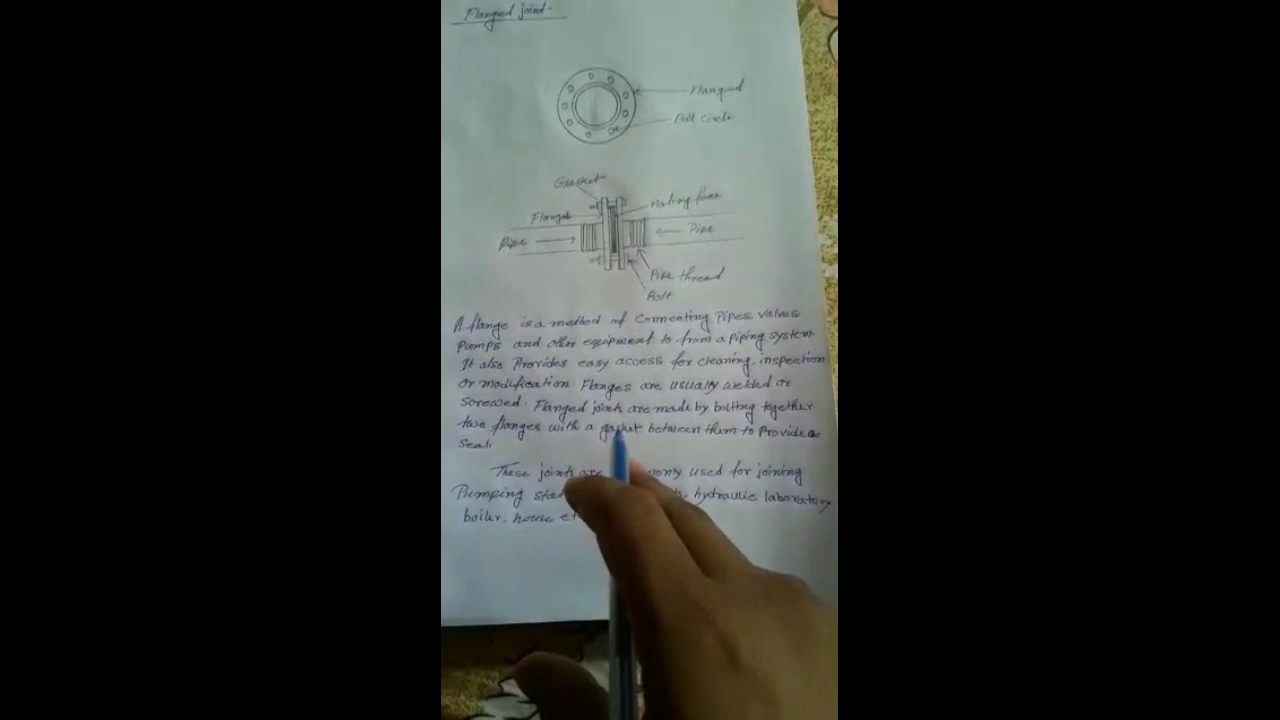 Flanged joint-
Flanged
Bolt circle
Gasket
Mating face
Flanged
Pipe
Pipe
Pipe thread
Bolt
A flange is a method of connecting Pipes valves
Pumps and other equipment to from a piping system.
It also Provides easy access for cleaning, inspection
or modification. Flanges are usually welded or
Screwed. Flanged joints are made by bolting together
two flanges with a gasket between them to Provide a
Seal.
These joints are used for joining
Pumping hydraulic laboratory
boiler, house